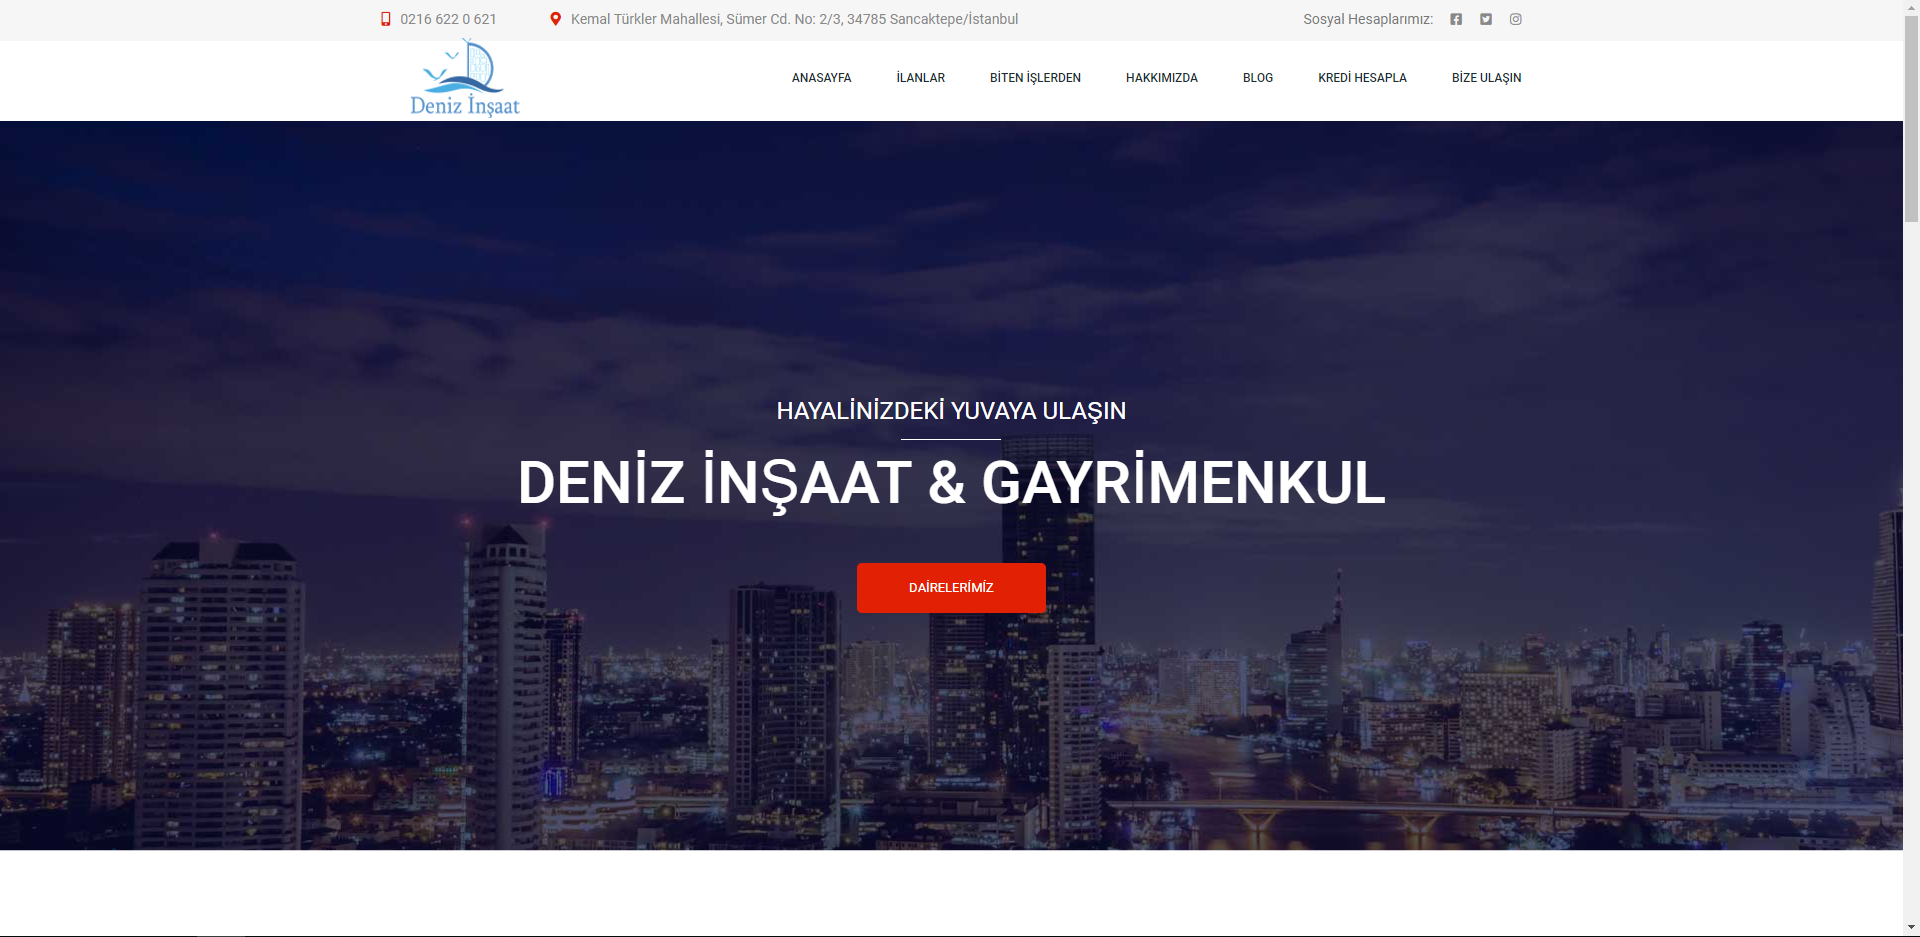 0216 622 0 621
Kemal Türkler Mahallesi, Sümer Cd. No: 2/3, 34785 Sancaktepe/İstanbul
Sosyal Hesaplarımız:
Deniz İnşaat
ANASAYFA
İLANLAR
BİTEN İŞLERDEN
HAKKIMIZDA
BLOG
KREDİ HESAPLA
BİZE ULAŞIN
HAYALİNİZDEKİ YUVAYA ULAŞIN
DENİZ İNŞAAT & GAYRİMENKUL
DAİRELERİMİZ